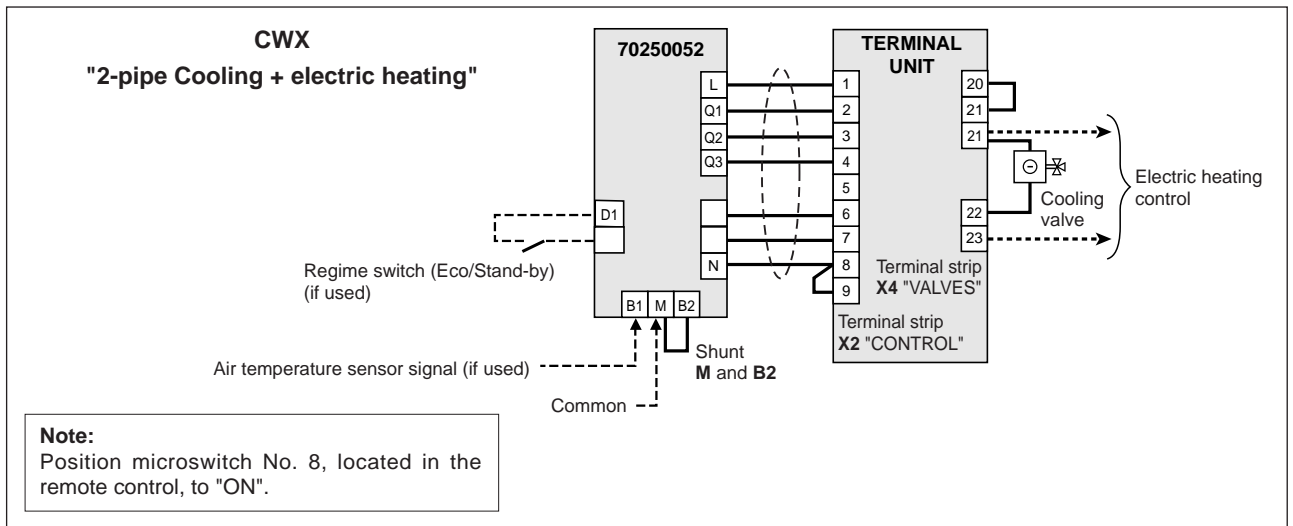 CWX
"2-pipe Cooling + electric heating"
70250052
L
Q1
Q2
Q3
N
D1
B1 M B2
TERMINAL
UNIT
1
2
3
4
5
6
7
8
9
20
21
21
22
23
Cooling
valve
Electric heating
control
Terminal strip
X4 "VALVES"
Terminal strip
X2 "CONTROL"
Regime switch (Eco/Stand-by)
(if used)
Shunt
M and B2
Air temperature sensor signal (if used)
Common
Note:
Position microswitch No. 8, located in the
remote control, to "ON".